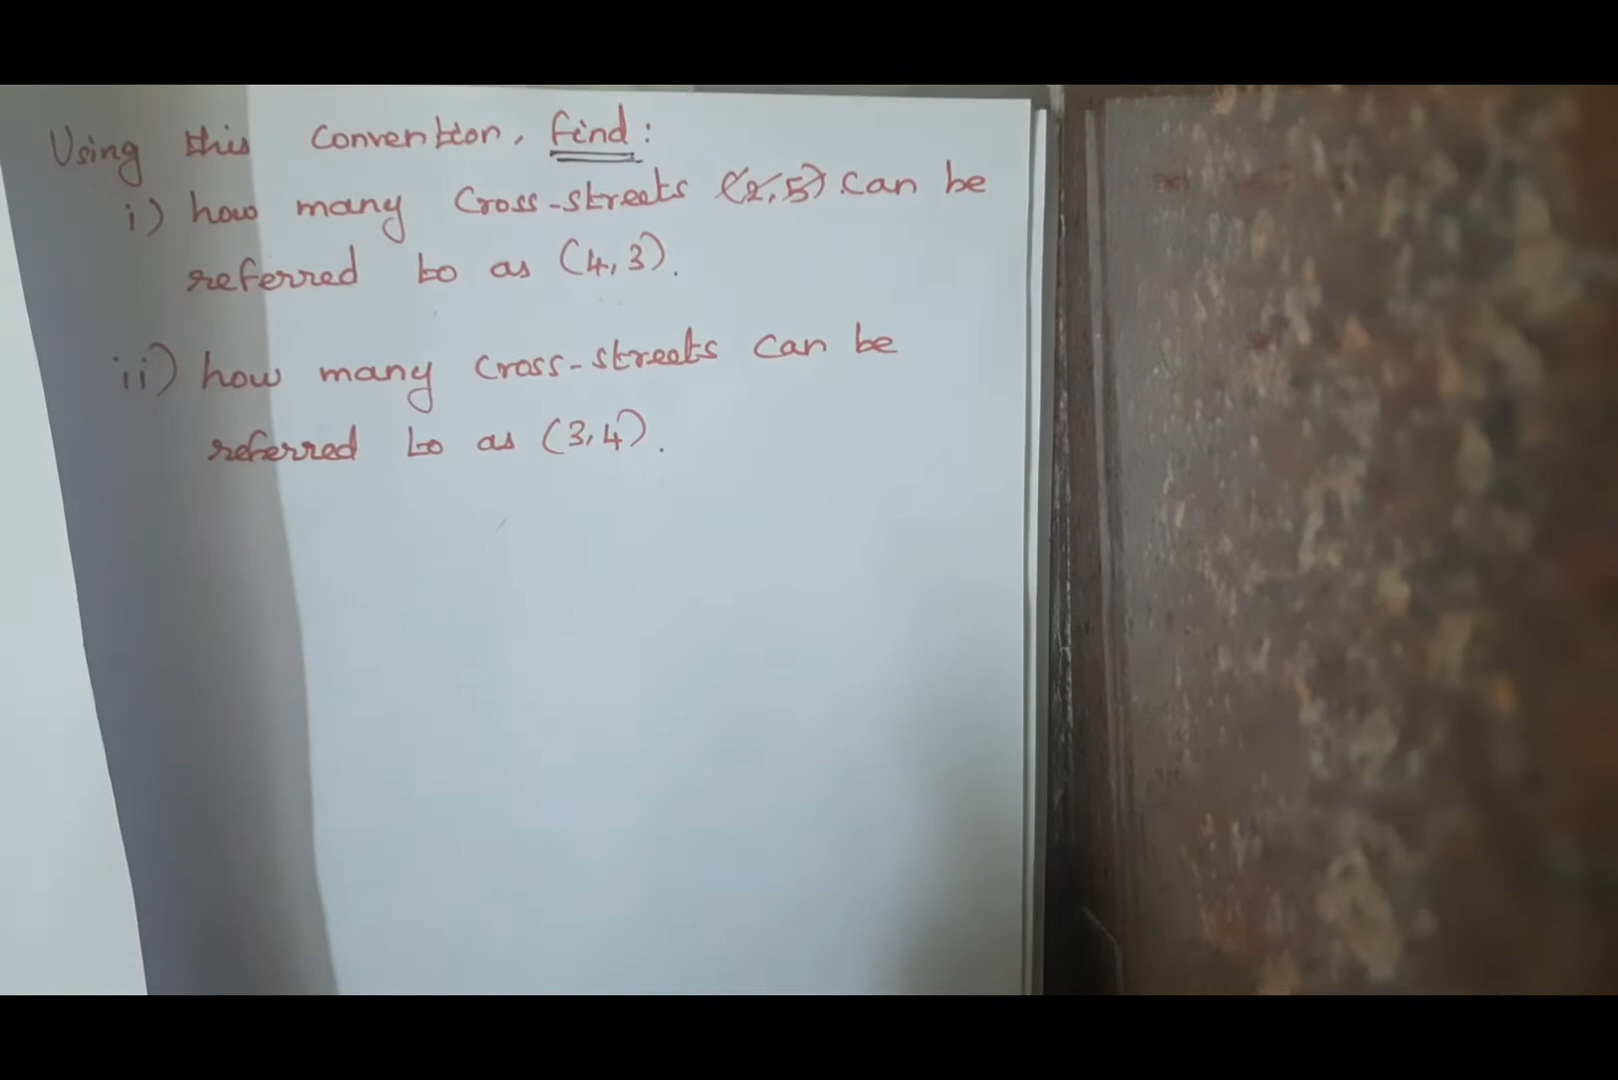 Using this convention, find:
i) how many cross-streets (2,5) can be
referred to as (4,3).
ii) how many cross-streets can be
referred to as (3,4).